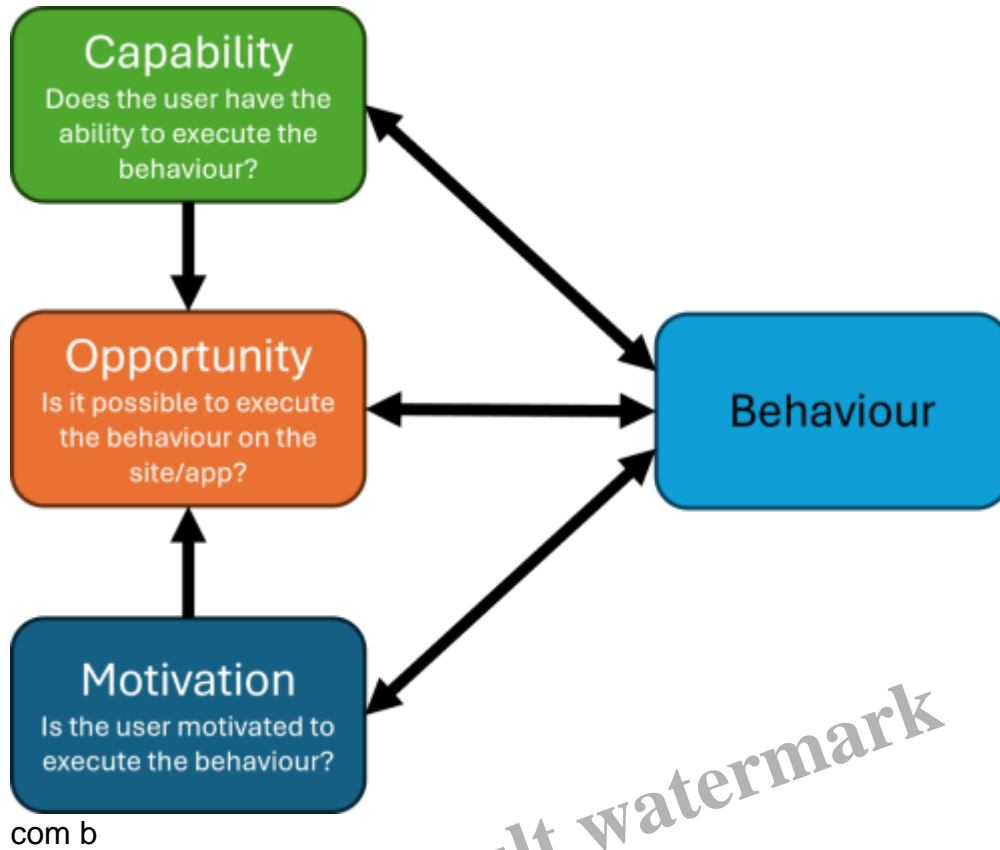 Capability
Does the user have the
ability to execute the
behaviour?
Opportunity
Is it possible to execute
the behaviour on the
site/app?
Behaviour
Motivation
Is the user motivated to
execute the behaviour?
watermark
com b